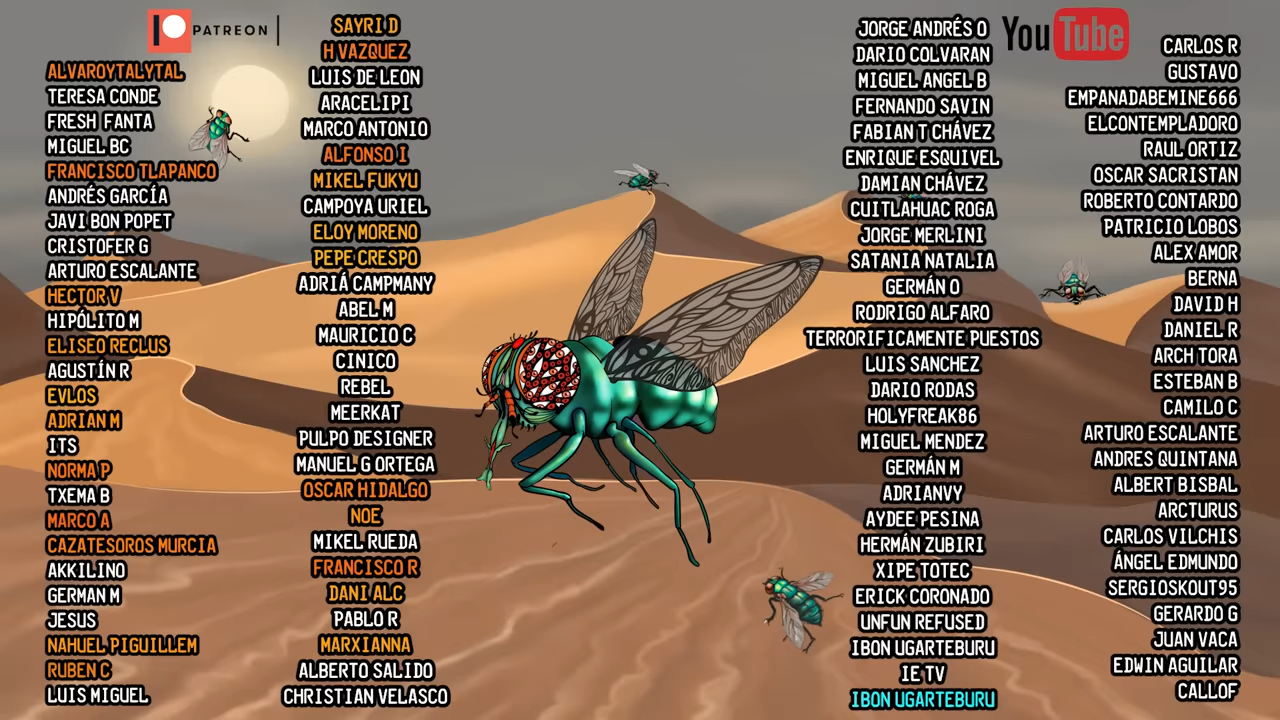 PATREON
ALVAROYTALYTAL
TERESA CONDE
FRESH FANTA
MIGUEL BC
FRANCISCO TLAPANCO
ANDRÉS GARCÍA
JAVI BON POPET
CRISTOFER G
ARTURO ESCALANTE
HECTOR V
HIPÓLITO M
ELISEO RECLUS
AGUSTÍN R
EVLOS
ADRIAN M
ITS
NORMA P
TXEMA B
MARCO A
CAZATESOROS MURCIA
AKKILINO
GERMAN M
JESUS
NAHUEL PIGUILLEM
RUBEN C
LUIS MIGUEL
SAYRI D
H VAZQUEZ
LUIS DE LEON
ARACELIPI
MARCO ANTONIO
ALFONSO I
MIKEL FUKYU
CAMPOYA URIEL
ELOY MORENO
PEPE CRESPO
ADRIÁ CAMPMANY
ABEL M
MAURICIO C
CINICO
REBEL
MEERKAT
PULPO DESIGNER
MANUEL G ORTEGA
OSCAR HIDALGO
NOE
MIKEL RUEDA
FRANCISCO R
DANI ALC
PABLO R
MARXIANNA
ALBERTO SALIDO
CHRISTIAN VELASCO
JORGE ANDRÉS O
DARIO COLVARAN
MIGUEL ANGEL B
FERNANDO SAVIN
FABIAN T CHÁVEZ
ENRIQUE ESQUIVEL
DAMIAN CHÁVEZ
CUITLAHUAC ROGA
JORGE MERLINI
SATANIA NATALIA
GERMÁN O
RODRIGO ALFARO
TERRORIFICAMENTE PUESTOS
LUIS SANCHEZ
DARIO RODAS
HOLYFREAK86
MIGUEL MENDEZ
GERMÁN M
ADRIANVY
AYDEE PESINA
HERMÁN ZUBIRI
XIPE TOTEC
ERICK CORONADO
UNFUN REFUSED
IBON UGARTEBURU
IE TV
IBON UGARTEBURU
YouTube
CARLOS R
GUSTAVO
EMPANADABEMINE666
ELCONTEMPLADORO
RAUL ORTIZ
OSCAR SACRISTAN
ROBERTO CONTARDO
PATRICIO LOBOS
ALEX AMOR
BERNA
DAVID H
DANIEL R
ARCH TORA
ESTEBAN B
CAMILO C
ARTURO ESCALANTE
ANDRES QUINTANA
ALBERT BISBAL
ARCTURUS
CARLOS VILCHIS
ÁNGEL EDMUNDO
SERGIOSKOUT95
GERARDO G
JUAN VACA
EDWIN AGUILAR
CALLOF